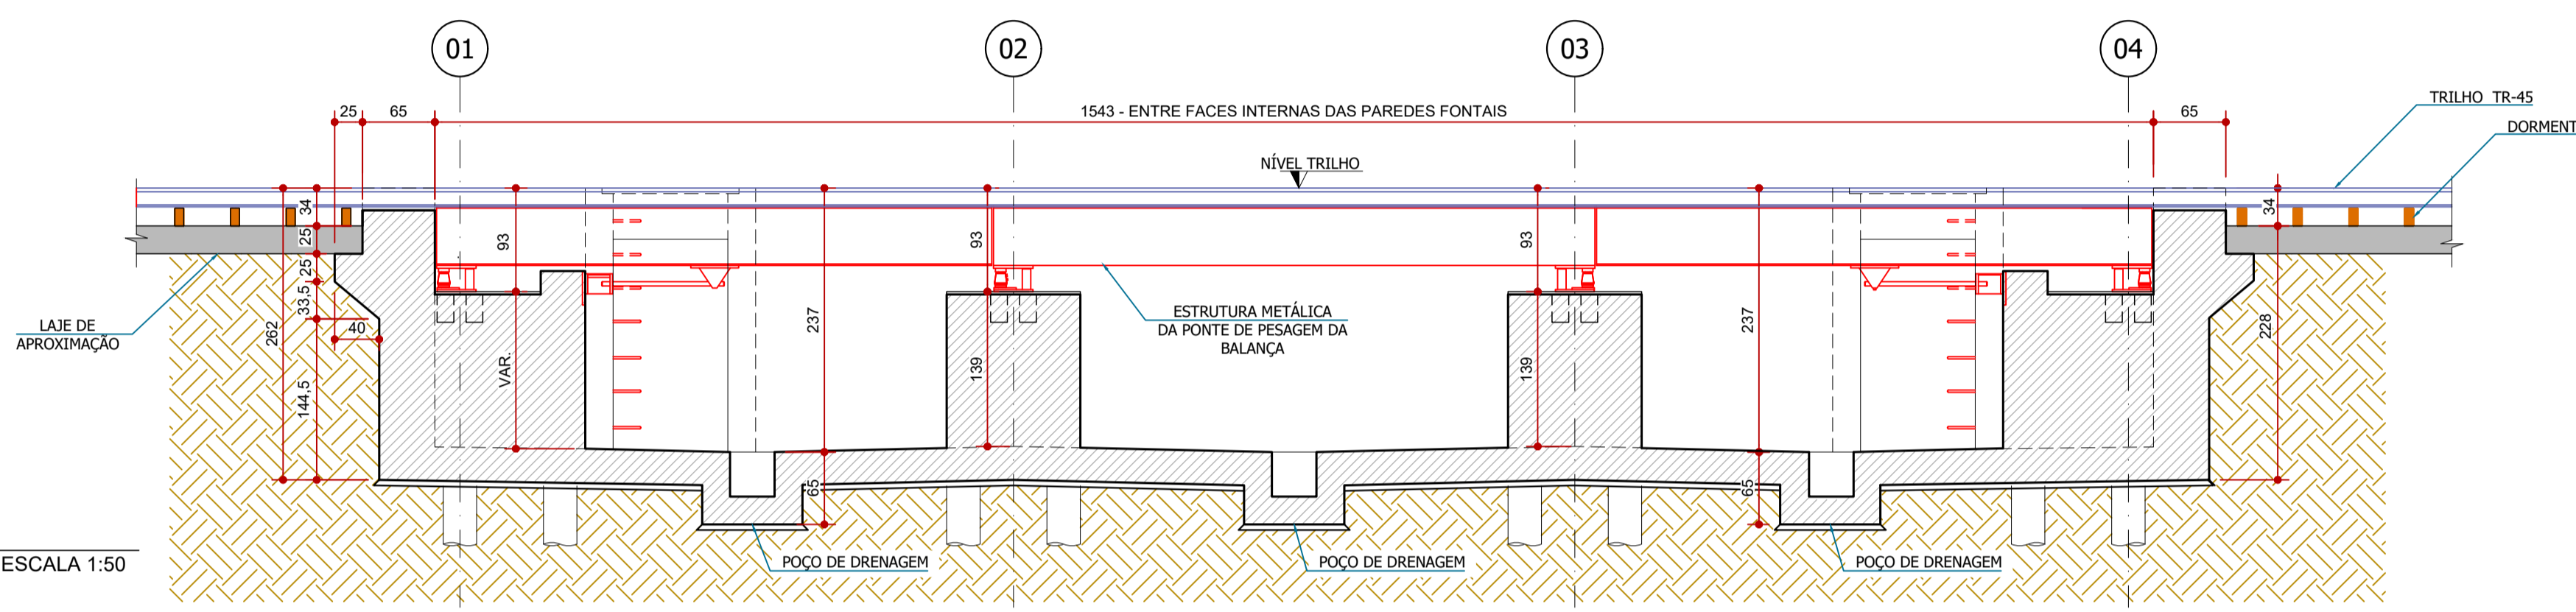 01
02
03
04
25
65
1543 - ENTRE FACES INTERNAS DAS PAREDES FONTAIS
65
TRILHO TR-45
DORMENT
NÍVEL TRILHO
34
25
25
33,5
40
262
144,5
93
VAR.
237
65
93
139
93
139
237
65
34
228
LAJE DE
APROXIMAÇÃO
ESTRUTURA METÁLICA
DA PONTE DE PESAGEM DA
BALANÇA
POÇO DE DRENAGEM
POÇO DE DRENAGEM
POÇO DE DRENAGEM
ESCALA 1:50